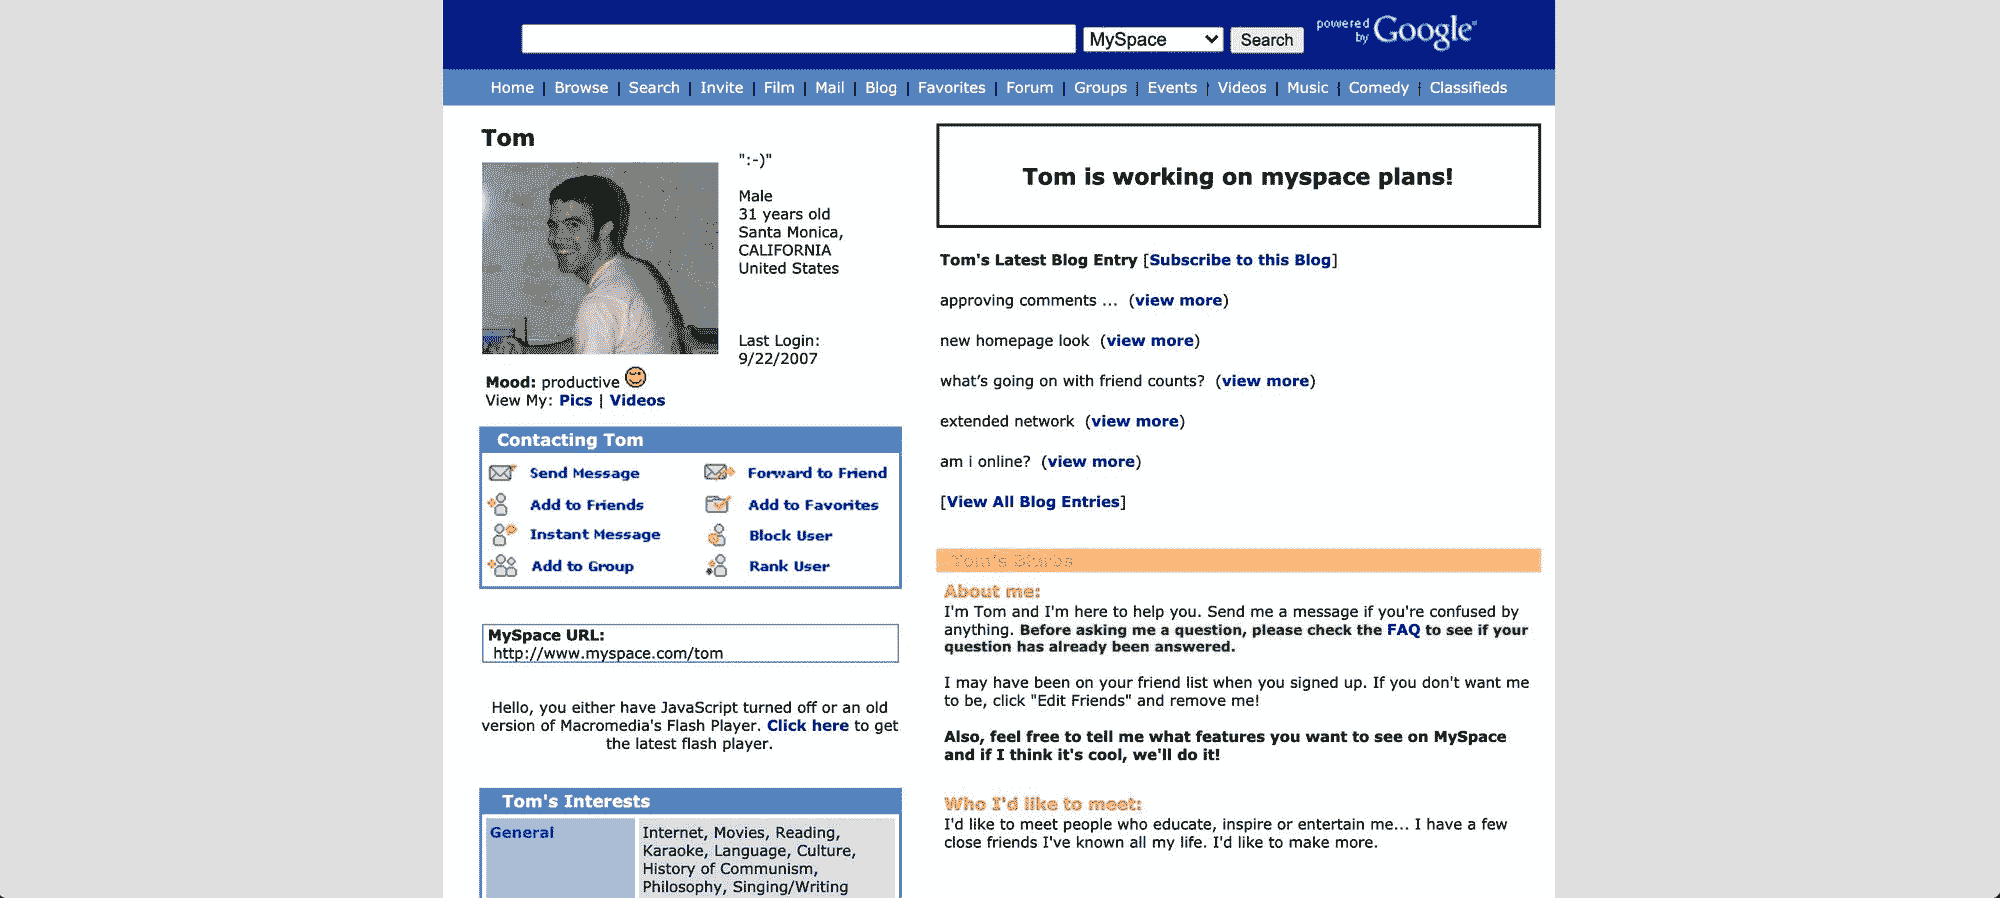 MySpace Search powered by Google
Home | Browse | Search | Invite | Film | Mail | Blog | Favorites | Forum | Groups | Events | Videos | Music | Comedy | Classifieds
Tom
":-)"
Male
31 years old
Santa Monica,
CALIFORNIA
United States
Last Login:
9/22/2007
Mood: productive
View My: Pics | Videos
Contacting Tom
Send Message Forward to Friend
Add to Friends Add to Favorites
Instant Message Block User
Add to Group Rank User
MySpace URL:
http://www.myspace.com/tom
Hello, you either have JavaScript turned off or an old
version of Macromedia's Flash Player. Click here to get
the latest flash player.
Tom's Interests
General
Internet, Movies, Reading,
Karaoke, Language, Culture,
History of Communism,
Philosophy, Singing/Writing
Tom is working on myspace plans!
Tom's Latest Blog Entry [Subscribe to this Blog]
approving comments ... (view more)
new homepage look (view more)
what’s going on with friend counts? (view more)
extended network (view more)
am i online? (view more)
[View All Blog Entries]
Tom's Blurbs
About me:
I'm Tom and I'm here to help you. Send me a message if you're confused by
anything. Before asking me a question, please check the FAQ to see if your
question has already been answered.
I may have been on your friend list when you signed up. If you don't want me
to be, click "Edit Friends" and remove me!
Also, feel free to tell me what features you want to see on MySpace
and if I think it's cool, we'll do it!
Who I'd like to meet:
I'd like to meet people who educate, inspire or entertain me... I have a few
close friends I've known all my life. I'd like to make more.